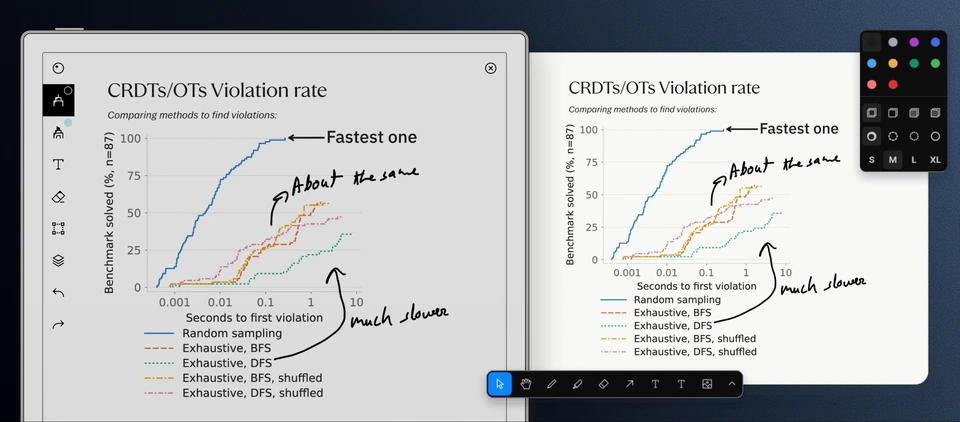 CRDTs/OTs Violation rate
Comparing methods to find violations:
Benchmark solved (%, n=87)
100
75
50
25
0
Fastest one
About the same
much slower
0.001 0.01 0.1 1 10
Seconds to first violation
Random sampling
Exhaustive, BFS
Exhaustive, DFS
Exhaustive, BFS, shuffled
Exhaustive, DFS, shuffled
T
CRDTs/OTs Violation rate
Comparing methods to find violations:
Benchmark solved (%, n=87)
100
75
50
25
0
Fastest one
About the same
much slower
0.001 0.01 0.1 1 10
Seconds to first violation
Random sampling
Exhaustive, BFS
Exhaustive, DFS
Exhaustive, BFS, shuffled
Exhaustive, DFS, shuffled
S M L XL
T T